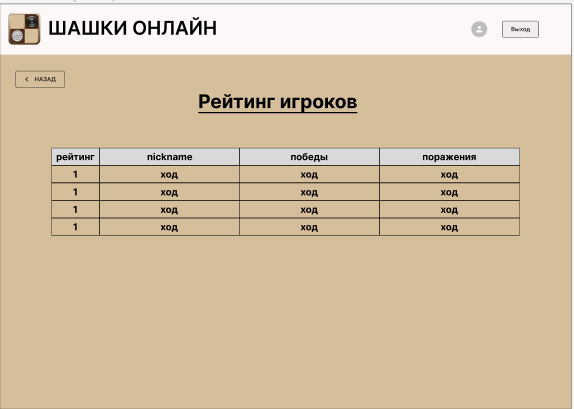 ШАШКИ ОНЛАЙН
Выход
НАЗАД
Рейтинг игроков
рейтинг nickname победы поражения
1 ход ход ход
1 ход ход ход
1 ход ход ход
1 ход ход ход